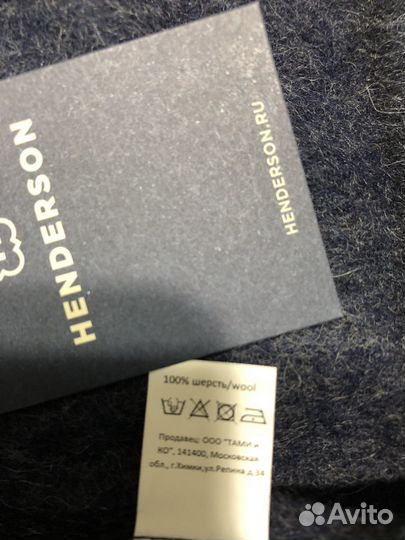 HENDERSON
HENDERSON.RU
100% шерсть/wool
Продавец: ООО "ТАМИ и
КО", 141400, Московская
обл., г.Химки,ул.Репина д.34
Avito